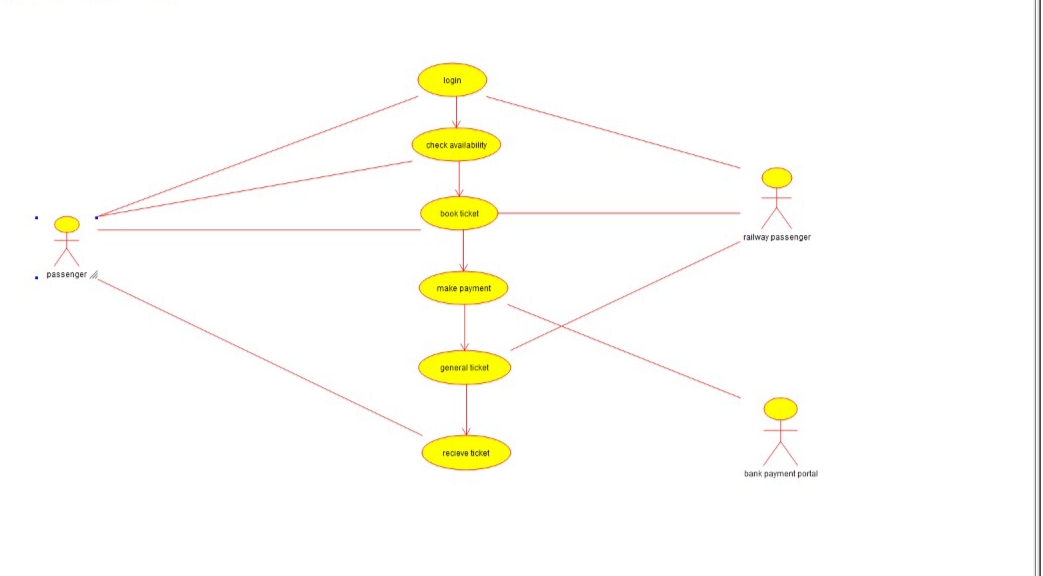 login
check availability
book ticket
railway passenger
passenger
make payment
general ticket
recieve ticket
bank payment portal